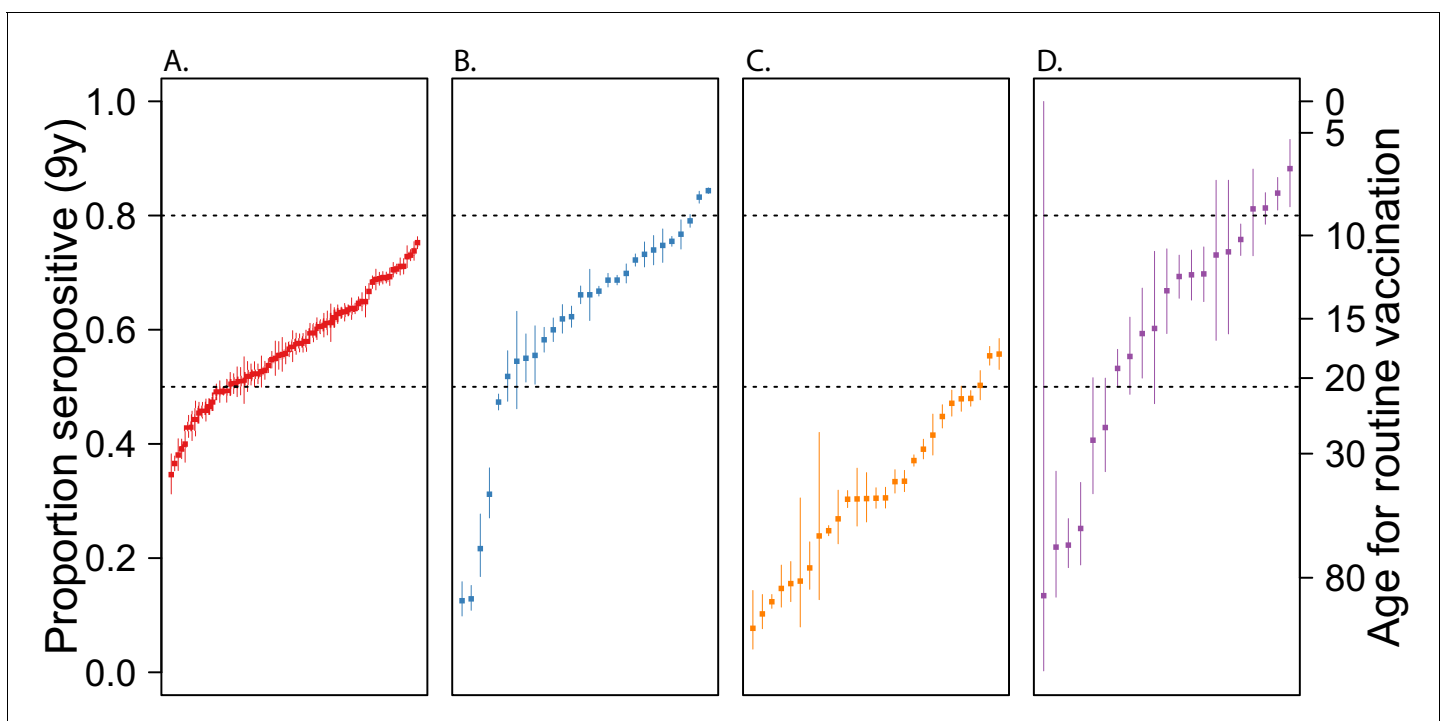 A.
B.
C.
D.
Proportion seropositive (9y)
1.0
0.8
0.6
0.4
0.2
0.0
0
5
10
15
20
30
80
Age for routine vaccination